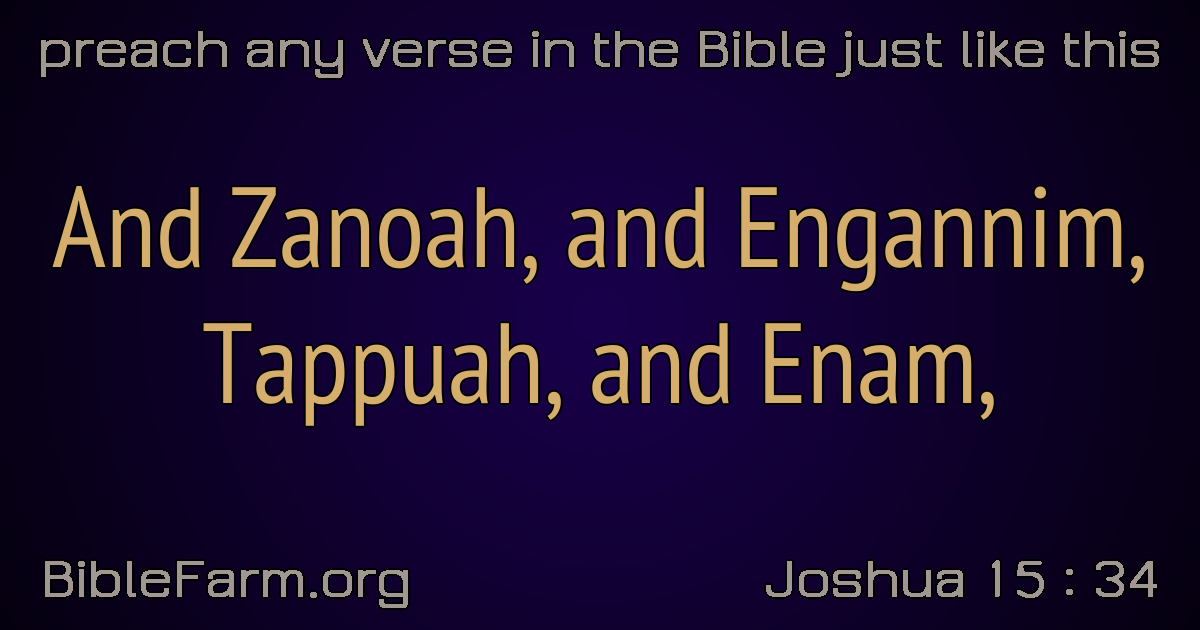 preach any verse in the Bible just like this
And Zanoah, and Engannim,
Tappuah, and Enam,
BibleFarm.org
Joshua 15 : 34